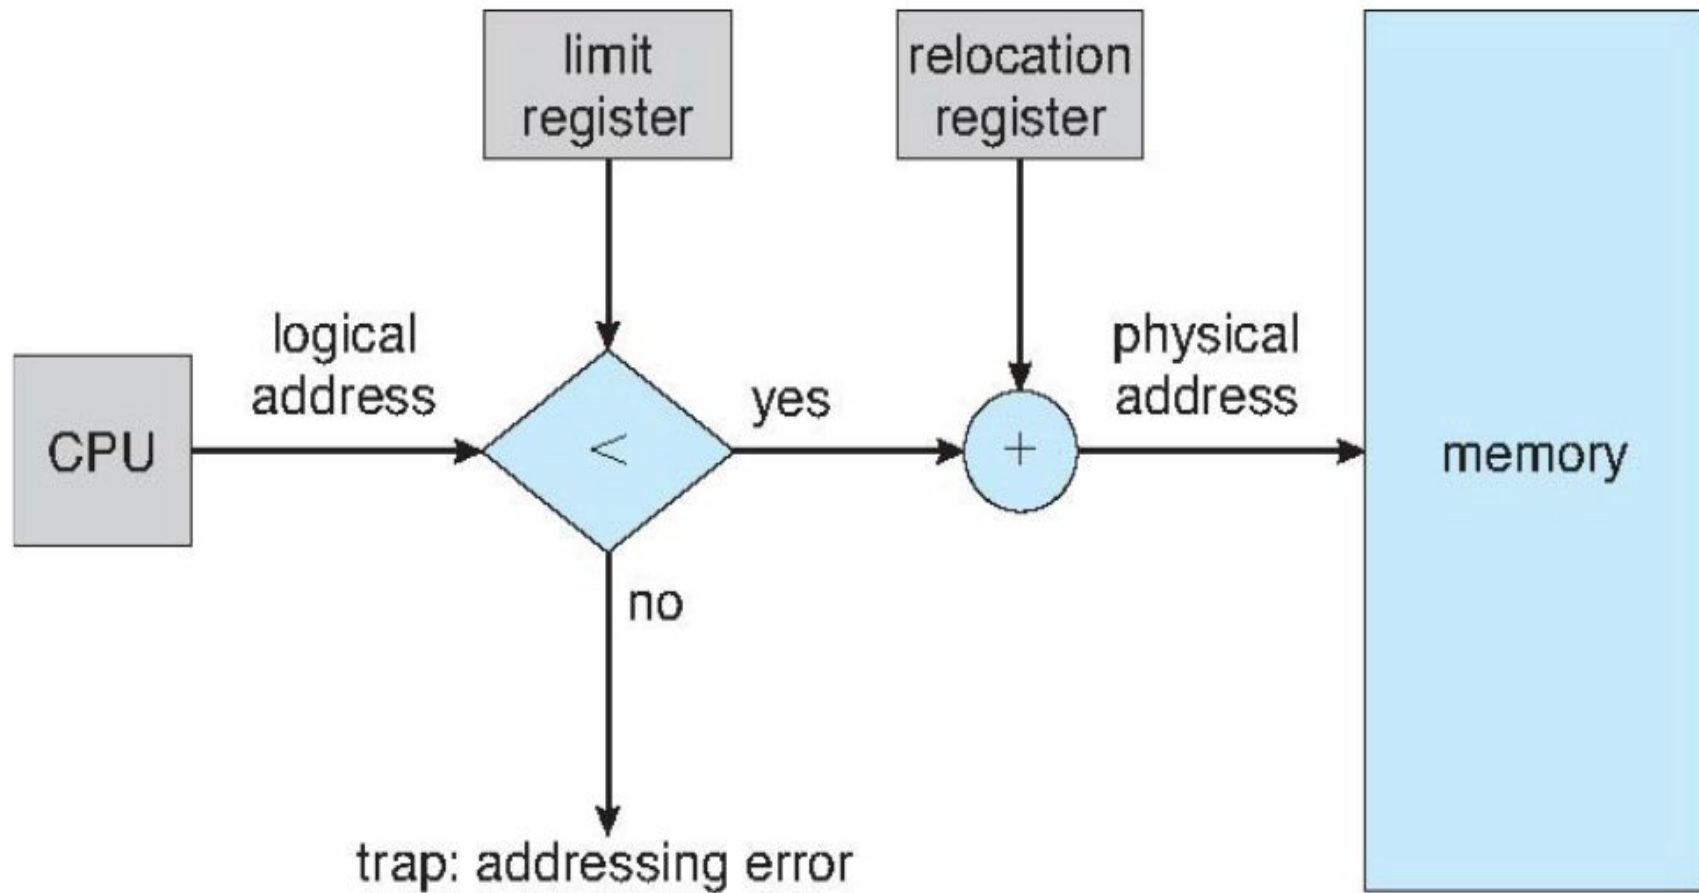 limit
register
relocation
register
logical
address
physical
address
CPU
<
yes
+
memory
no
trap: addressing error